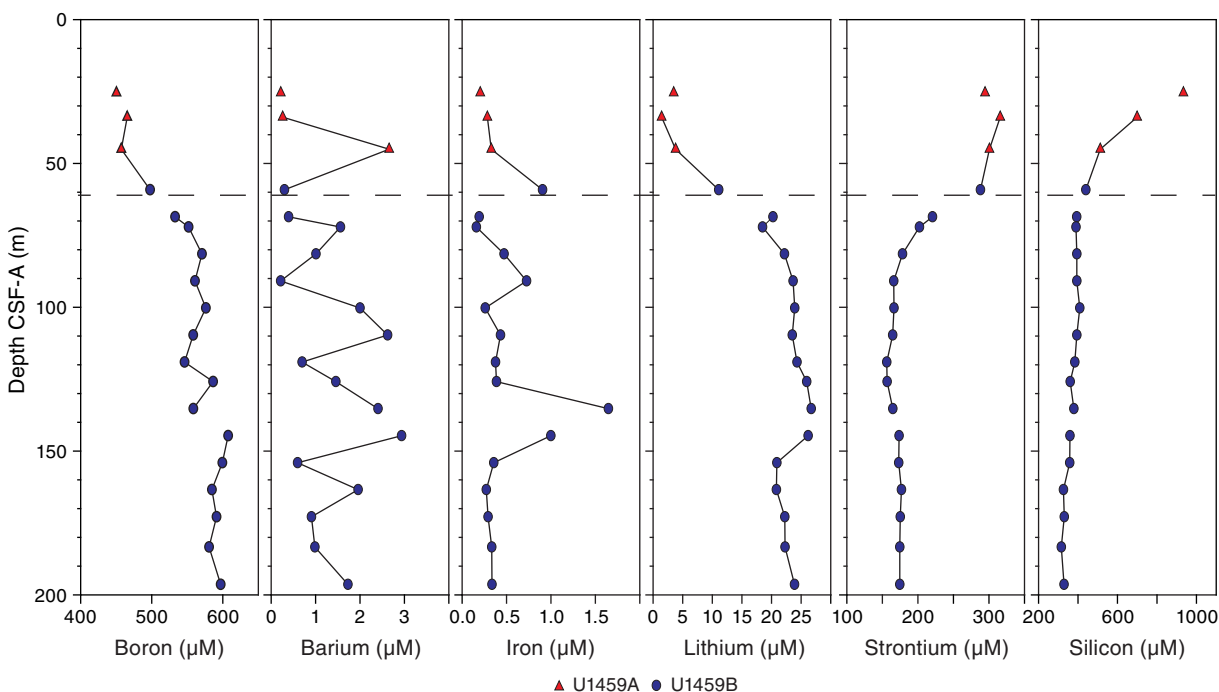 0
50
100
150
200
Depth CSF-A (m)
400 500 600
0 1 2 3
0.0 0.5 1.0 1.5
0 5 10 15 20 25
100 200 300
200 600 1000
Boron (µM)
Barium (µM)
Iron (µM)
Lithium (µM)
Strontium (µM)
Silicon (µM)
U1459A U1459B